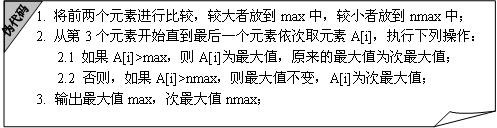 伪代码
1. 将前两个元素进行比较，较大者放到 max 中，较小者放到 nmax 中；
2. 从第 3 个元素开始直到最后一个元素依次取元素 A[i]，执行下列操作：
2.1 如果 A[i]>max，则 A[i]为最大值，原来的最大值为次最大值；
2.2 否则，如果 A[i]>nmax，则最大值不变，A[i]为次最大值；
3. 输出最大值 max，次最大值 nmax；